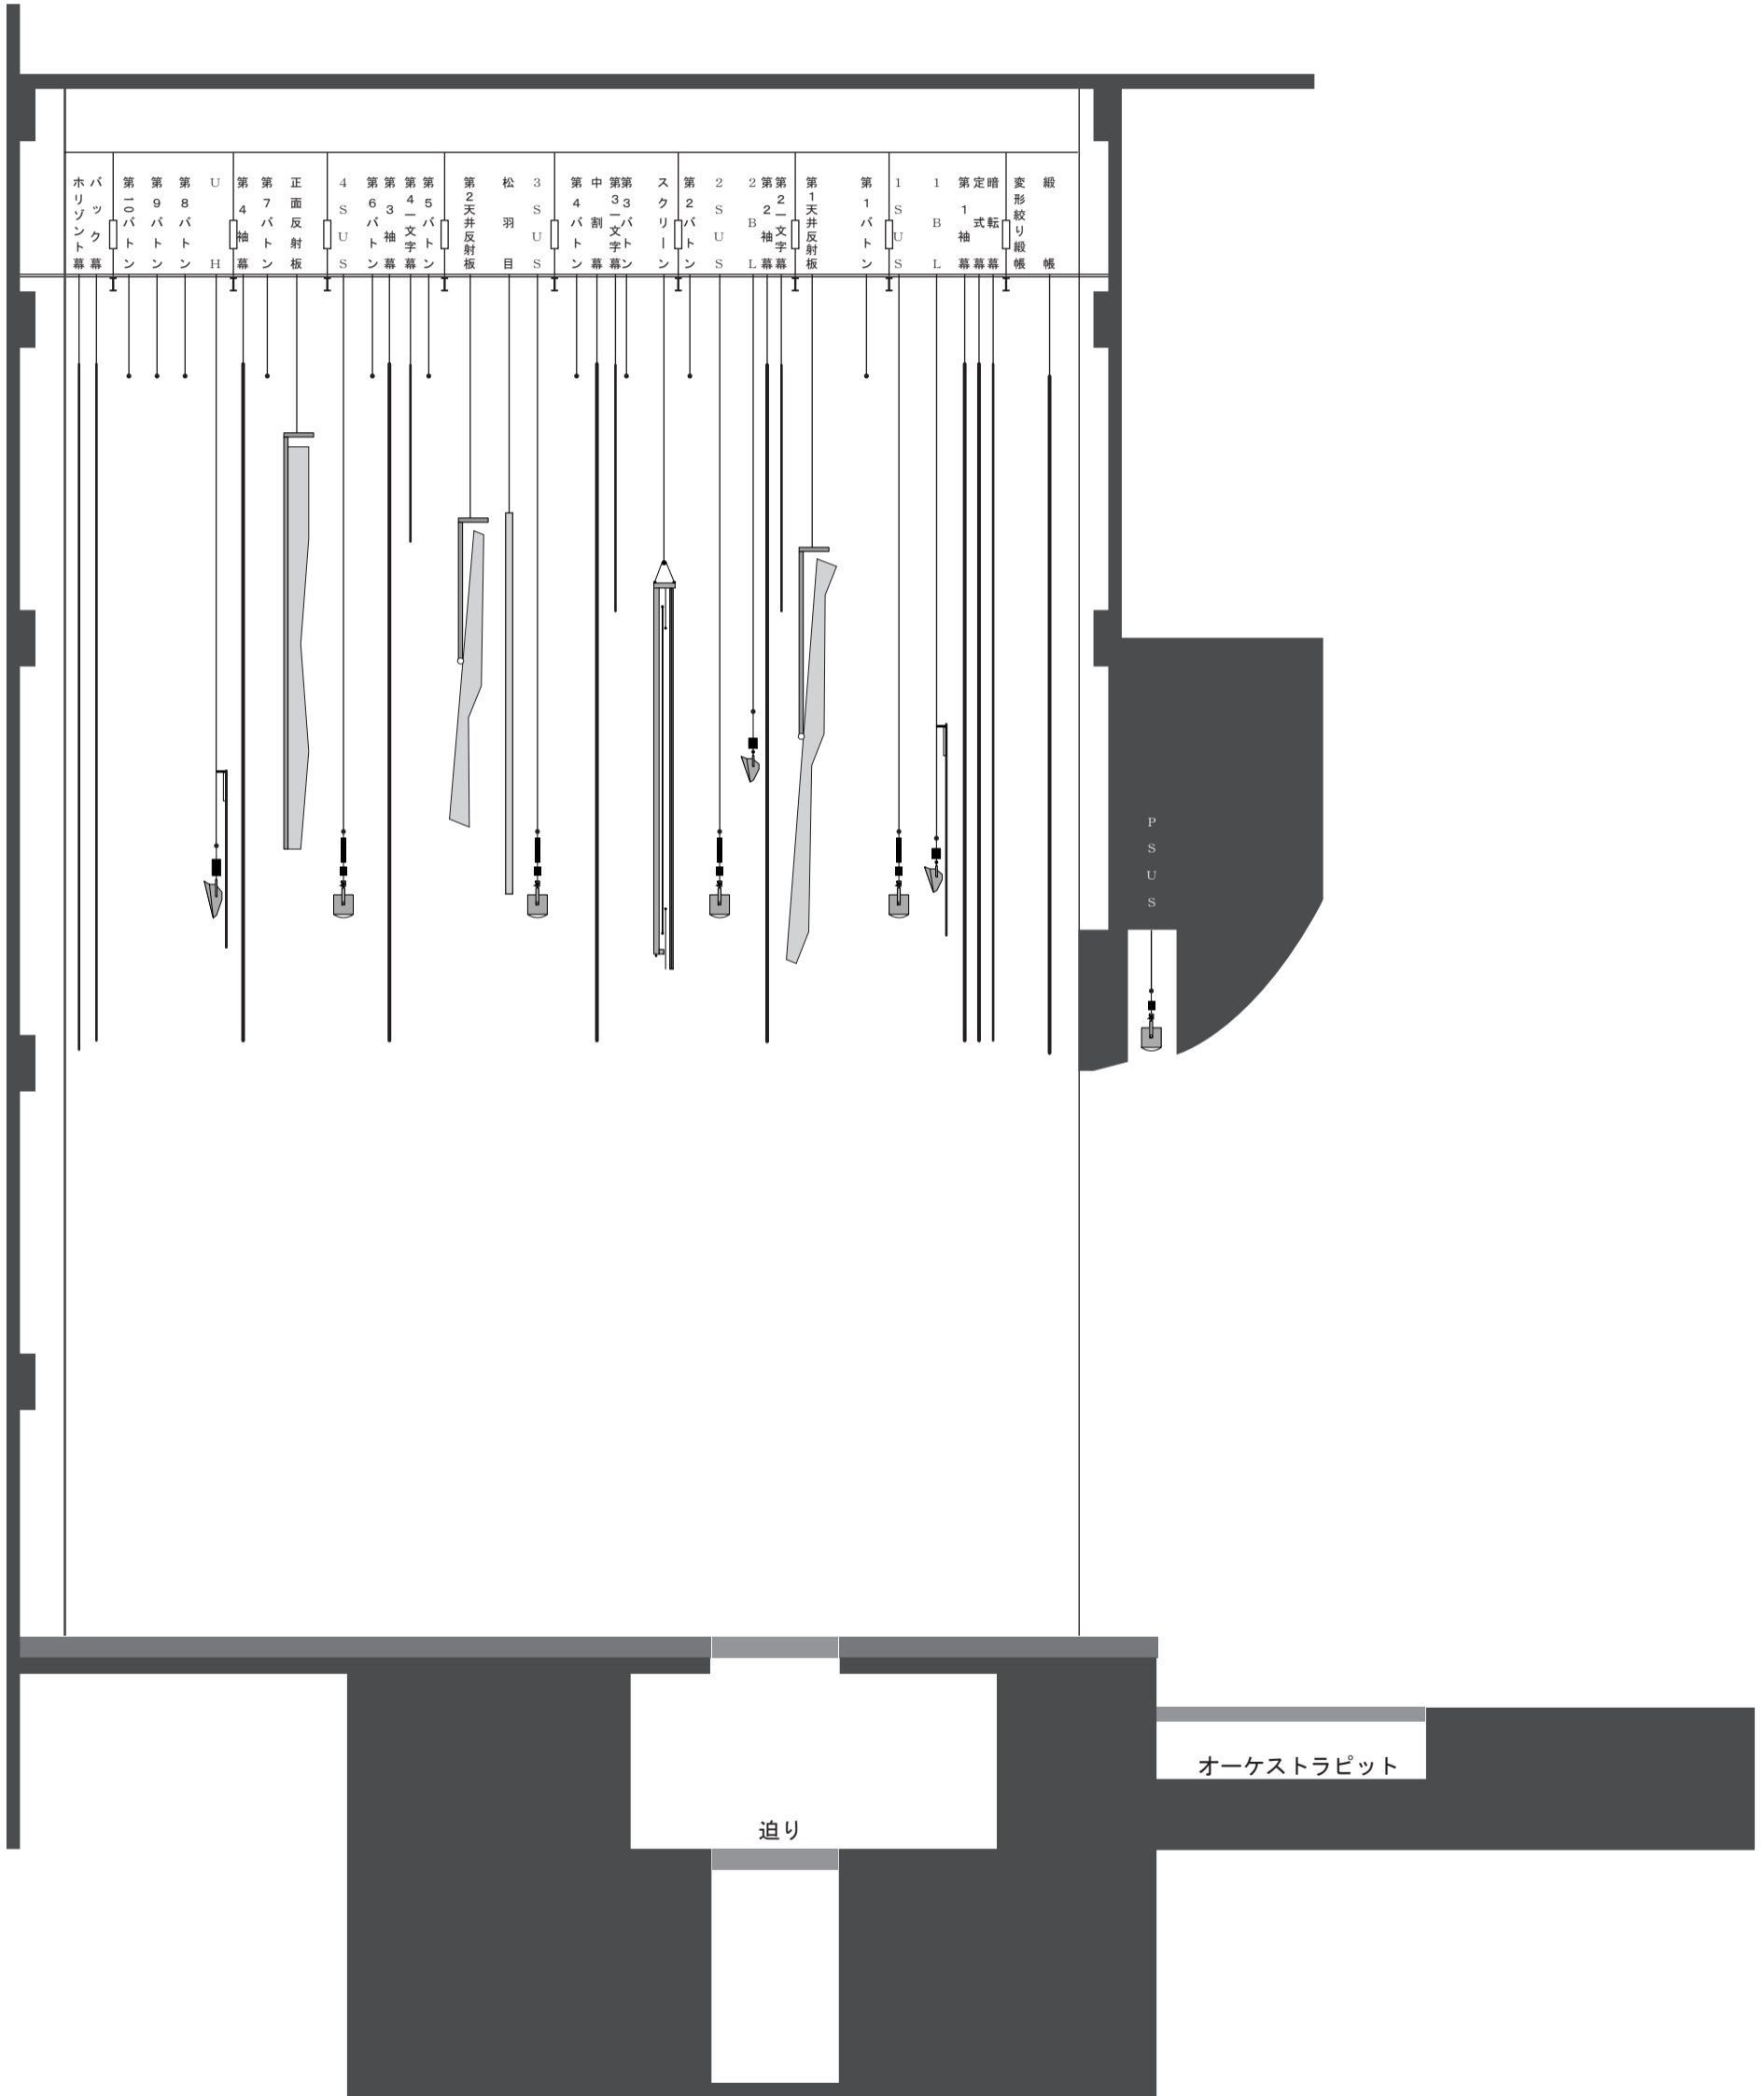 ホリゾント幕
バック幕
第10バトン
第9バトン
第8バトン
UH
第4袖幕
第7バトン
正面反射板
4SUS
第6バトン
第3袖幕
第4一文字幕
第5バトン
第2天井反射板
松羽目
3SUS
第4バトン
中割幕
第3一文字幕
第3バトン
スクリーン
第2バトン
2SUS
2BL
第2袖幕
第2一文字幕
第1天井反射板
第1バトン
1SUS
1BL
第1袖幕
定式幕
暗転幕
変形絞り緞帳
緞帳
PSUS
オーケストラピット
迫り